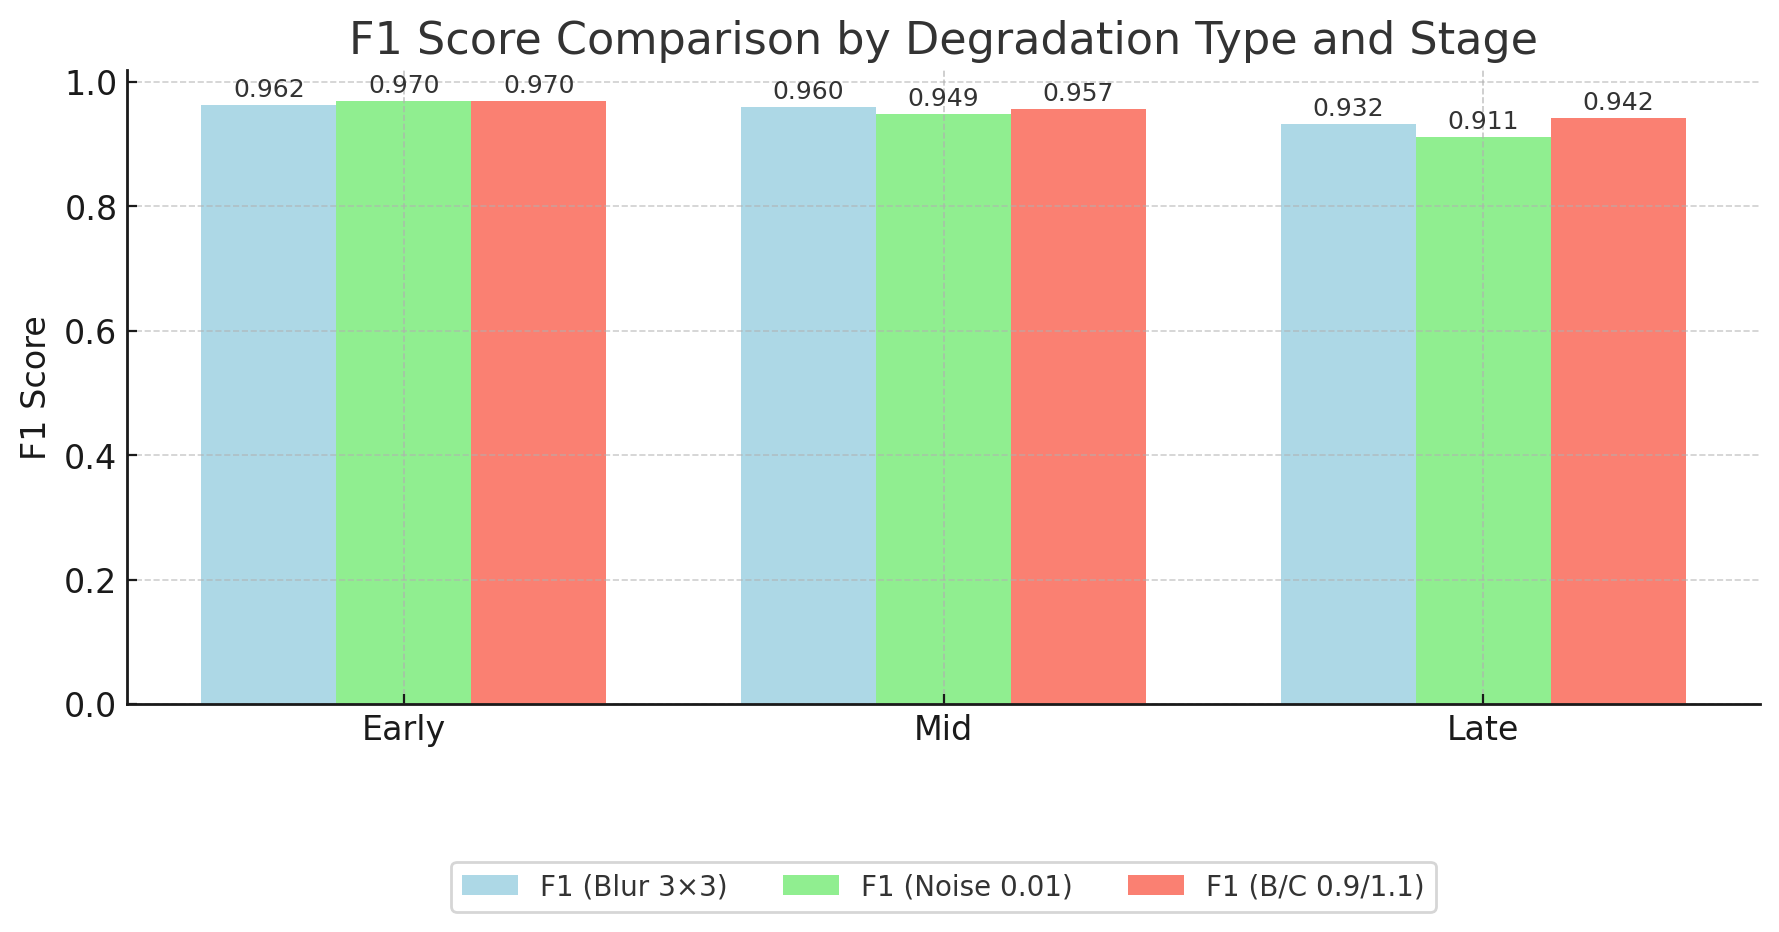 F1 Score Comparison by Degradation Type and Stage
1.0
0.8
0.6
0.4
0.2
0.0
F1 Score
0.962
0.970
0.970
0.960
0.949
0.957
0.932
0.911
0.942
Early
Mid
Late
F1 (Blur 3×3)
F1 (Noise 0.01)
F1 (B/C 0.9/1.1)